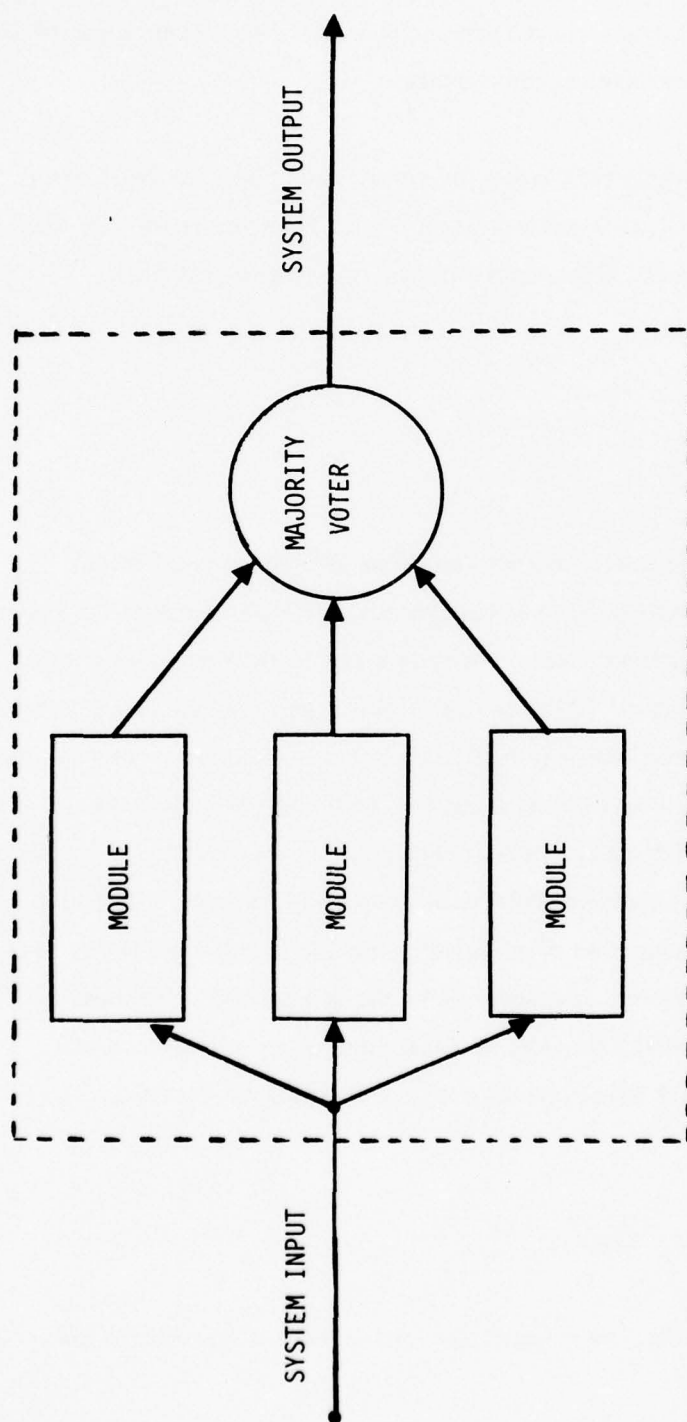 SYSTEM INPUT
MODULE
MODULE
MODULE
MAJORITY
VOTER
SYSTEM OUTPUT